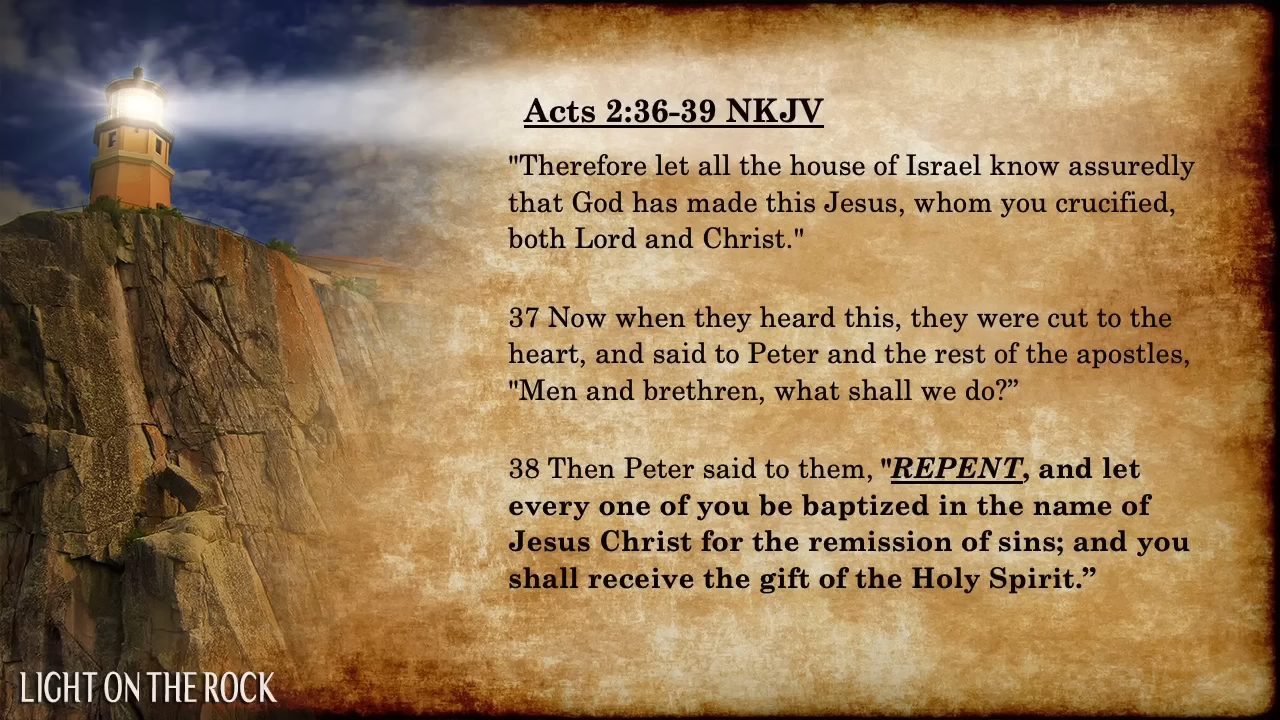 Acts 2:36-39 NKJV
"Therefore let all the house of Israel know assuredly
that God has made this Jesus, whom you crucified,
both Lord and Christ."
37 Now when they heard this, they were cut to the
heart, and said to Peter and the rest of the apostles,
"Men and brethren, what shall we do?”
38 Then Peter said to them, "REPENT, and let
every one of you be baptized in the name of
Jesus Christ for the remission of sins; and you
shall receive the gift of the Holy Spirit.”
LIGHT ON THE ROCK